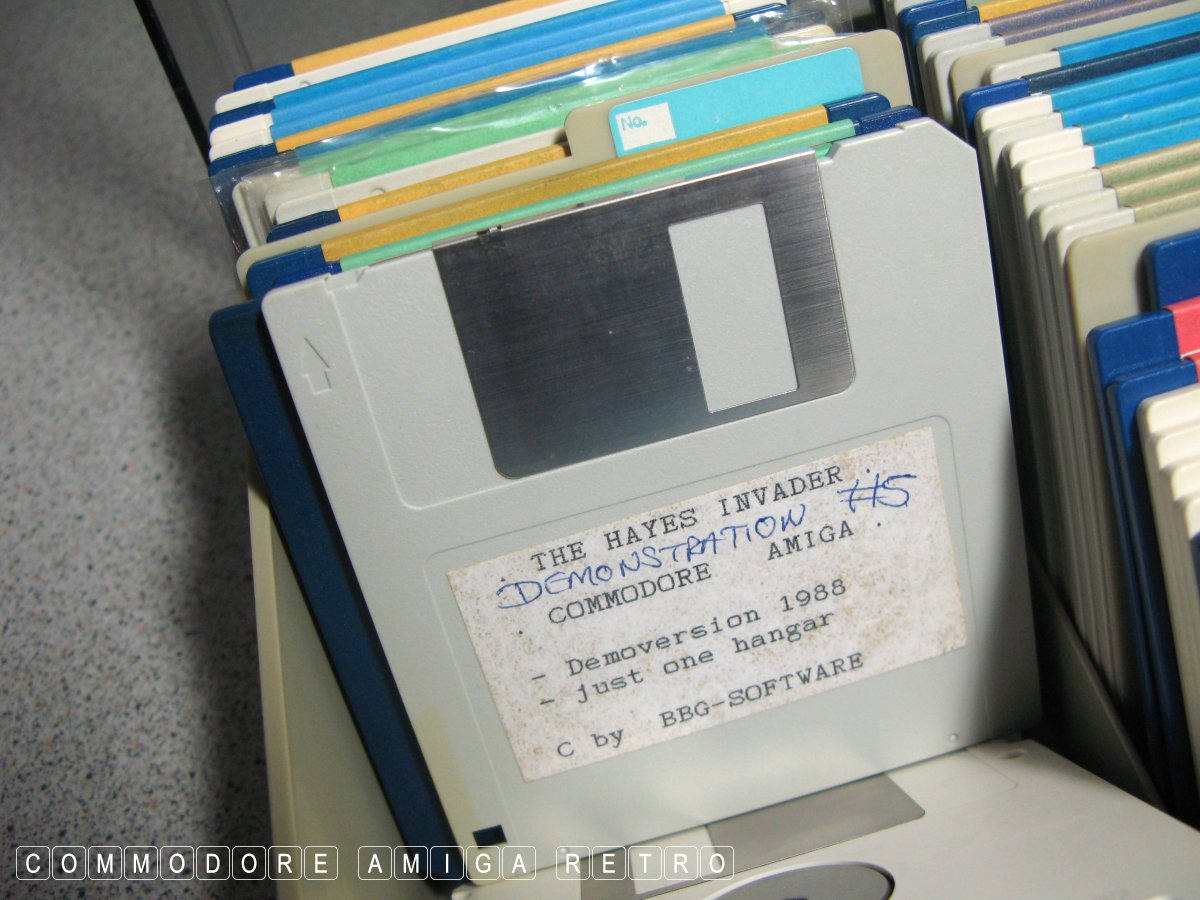 No.
THE HAYES INVADER
DEMONSTRATION #5
COMMODORE AMIGA
- Demoversion 1988
- just one hangar
C by BBG-SOFTWARE
COMMODORE AMIGA RETRO